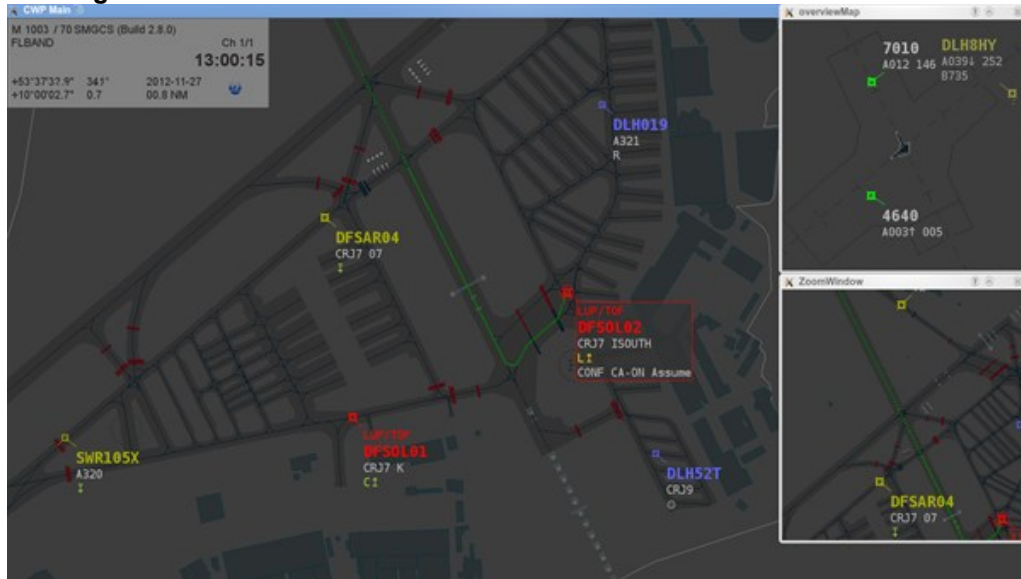 CWP Main
M 1003 / 70 SMGCS (Build 2.8.0)
FLBAND Ch 1/1
13:00:15
+53°37'37.9" 341° 2012-11-27
+10°00'02.7" 0.7 00.8 NM
DLH019
A321
R
DFSAR04
CRJ7 07
LUP/TOF
DFSOL02
CRJ7 ISOUTH
L
CONF CA-ON Assume
LUP/TOF
DFSOL01
CRJ7 K
C
SWR105X
A320
DLH52T
CRJ9
overviewMap
7010
A012 146
DLH8HY
A039↓ 252
B735
4640
A003↑ 005
ZoomWindow
DFSAR04
CRJ7 07